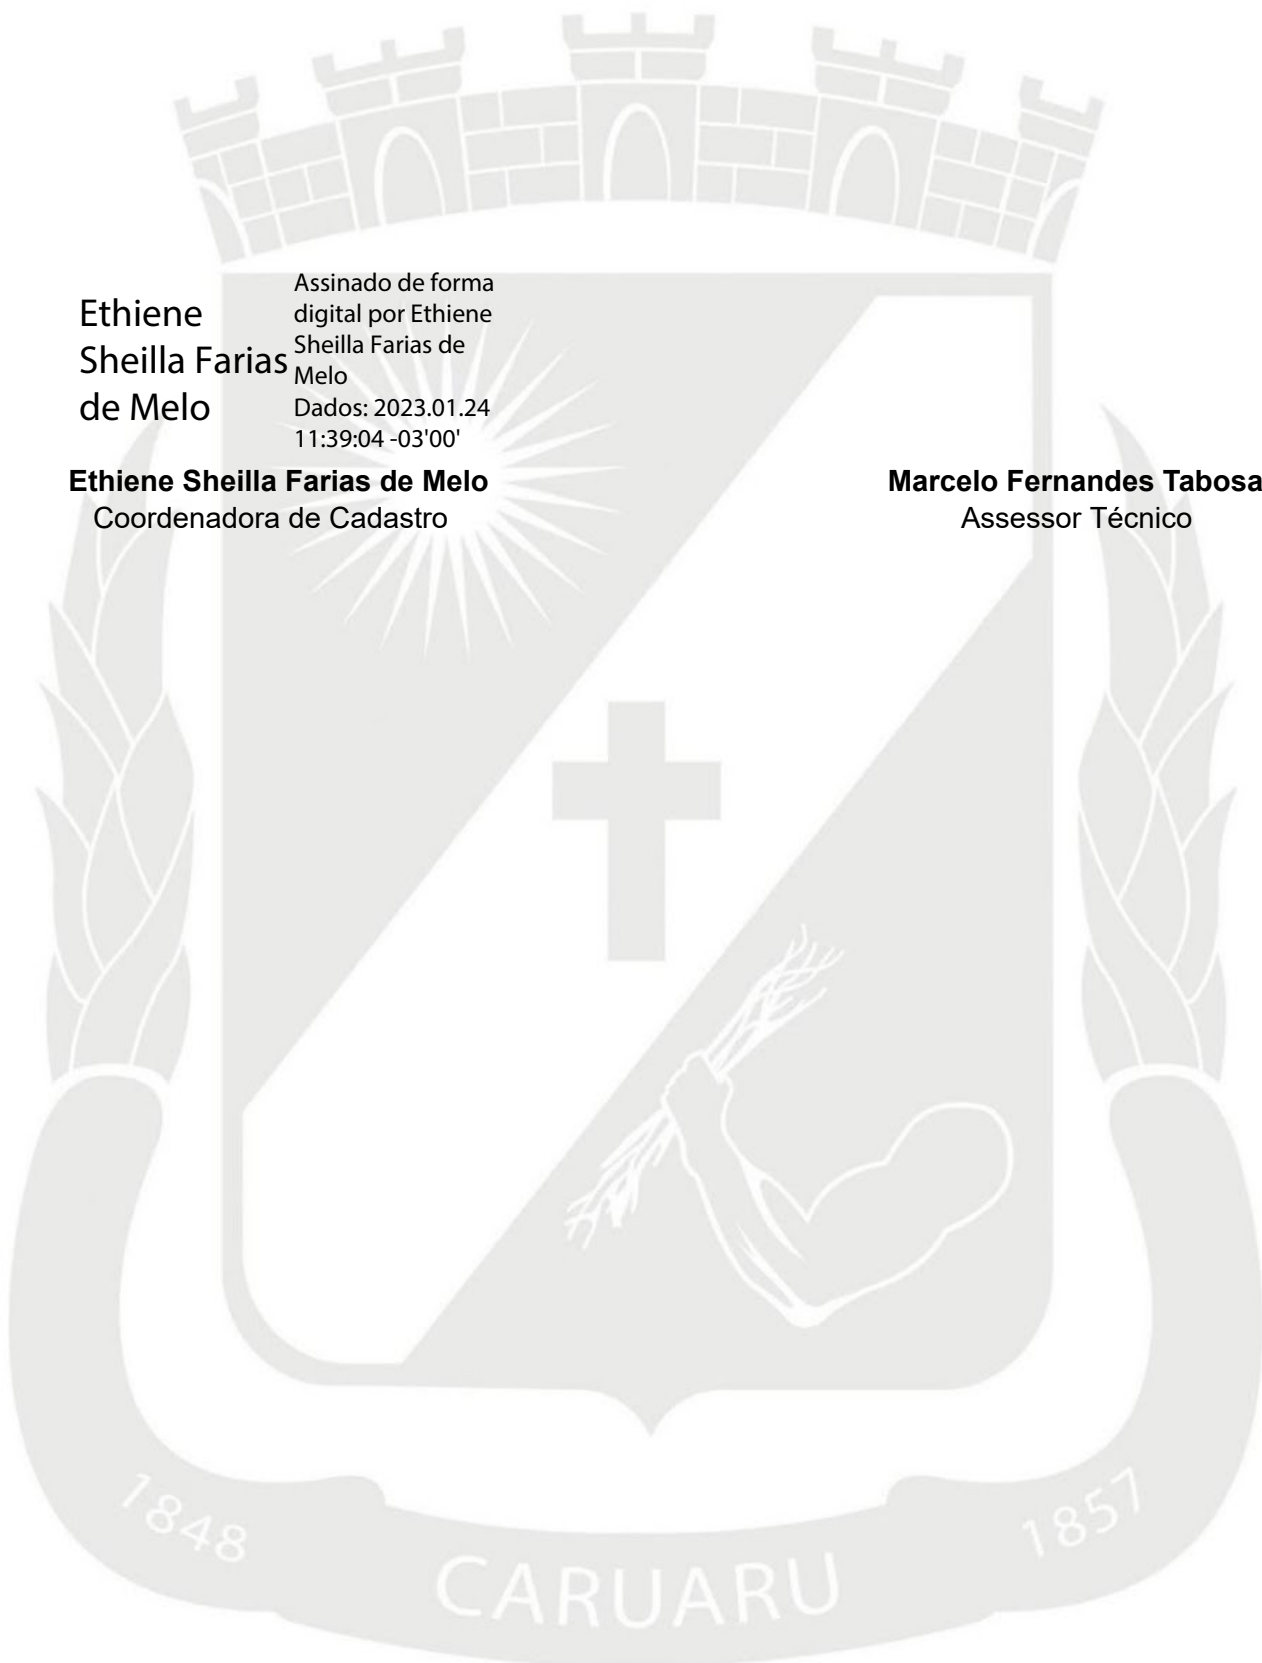 Ethiene
Sheilla Farias
de Melo
Assinado de forma
digital por Ethiene
Sheilla Farias de
Melo
Dados: 2023.01.24
11:39:04 -03'00'
Ethiene Sheilla Farias de Melo
Coordenadora de Cadastro
Marcelo Fernandes Tabosa
Assessor Técnico
1848
CARUARU
1857